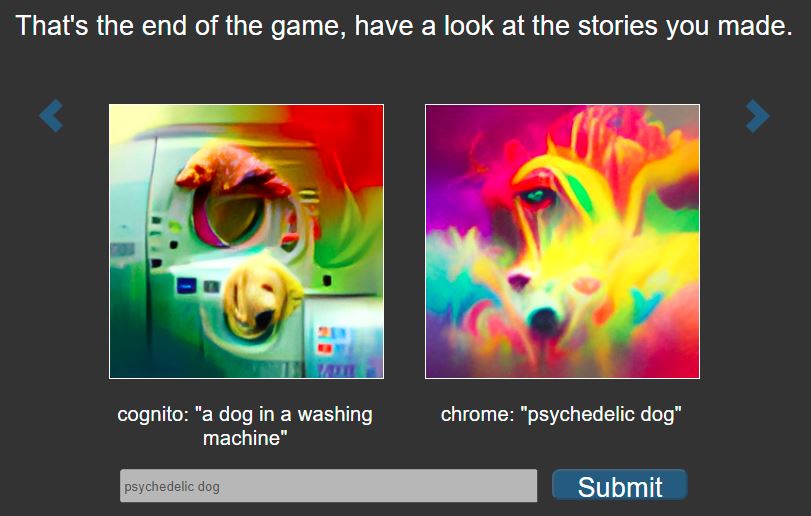 That's the end of the game, have a look at the stories you made.
cognito: "a dog in a washing
machine"
chrome: "psychedelic dog"
psychedelic dog
Submit